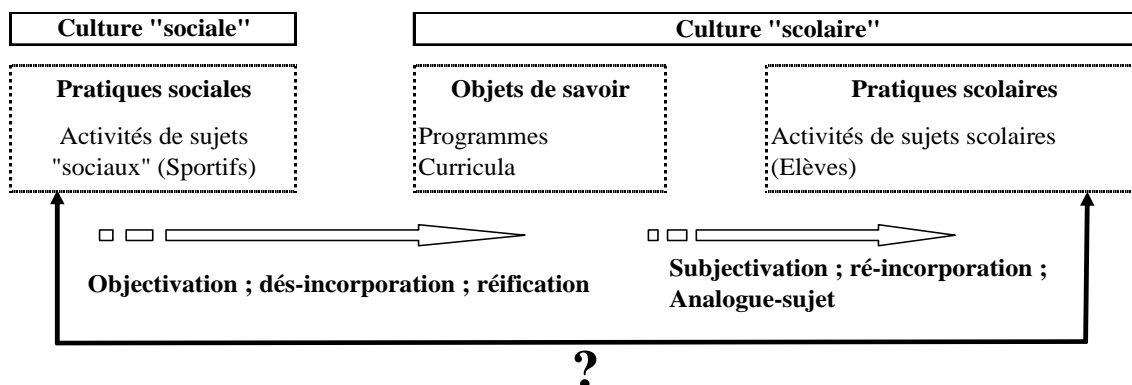 Culture "sociale"
Culture "scolaire"
Pratiques sociales
Activités de sujets
"sociaux" (Sportifs)
Objets de savoir
Programmes
Curricula
Pratiques scolaires
Activités de sujets scolaires
(Elèves)
Objectivation ; dés-incorporation ; réification
Subjectivation ; ré-incorporation ;
Analogue-sujet
?